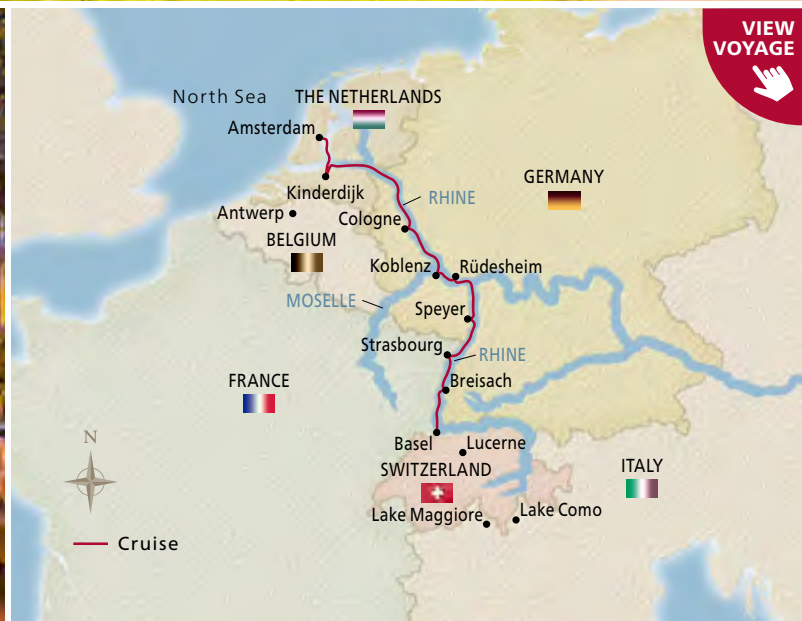 VIEW
VOYAGE
North Sea
THE NETHERLANDS
Amsterdam
GERMANY
Kinderdijk
RHINE
Antwerp
Cologne
BELGIUM
Koblenz
Rüdesheim
MOSELLE
Speyer
Strasbourg
RHINE
FRANCE
Breisach
N
Basel
Lucerne
SWITZERLAND
ITALY
Lake Maggiore
Lake Como
Cruise